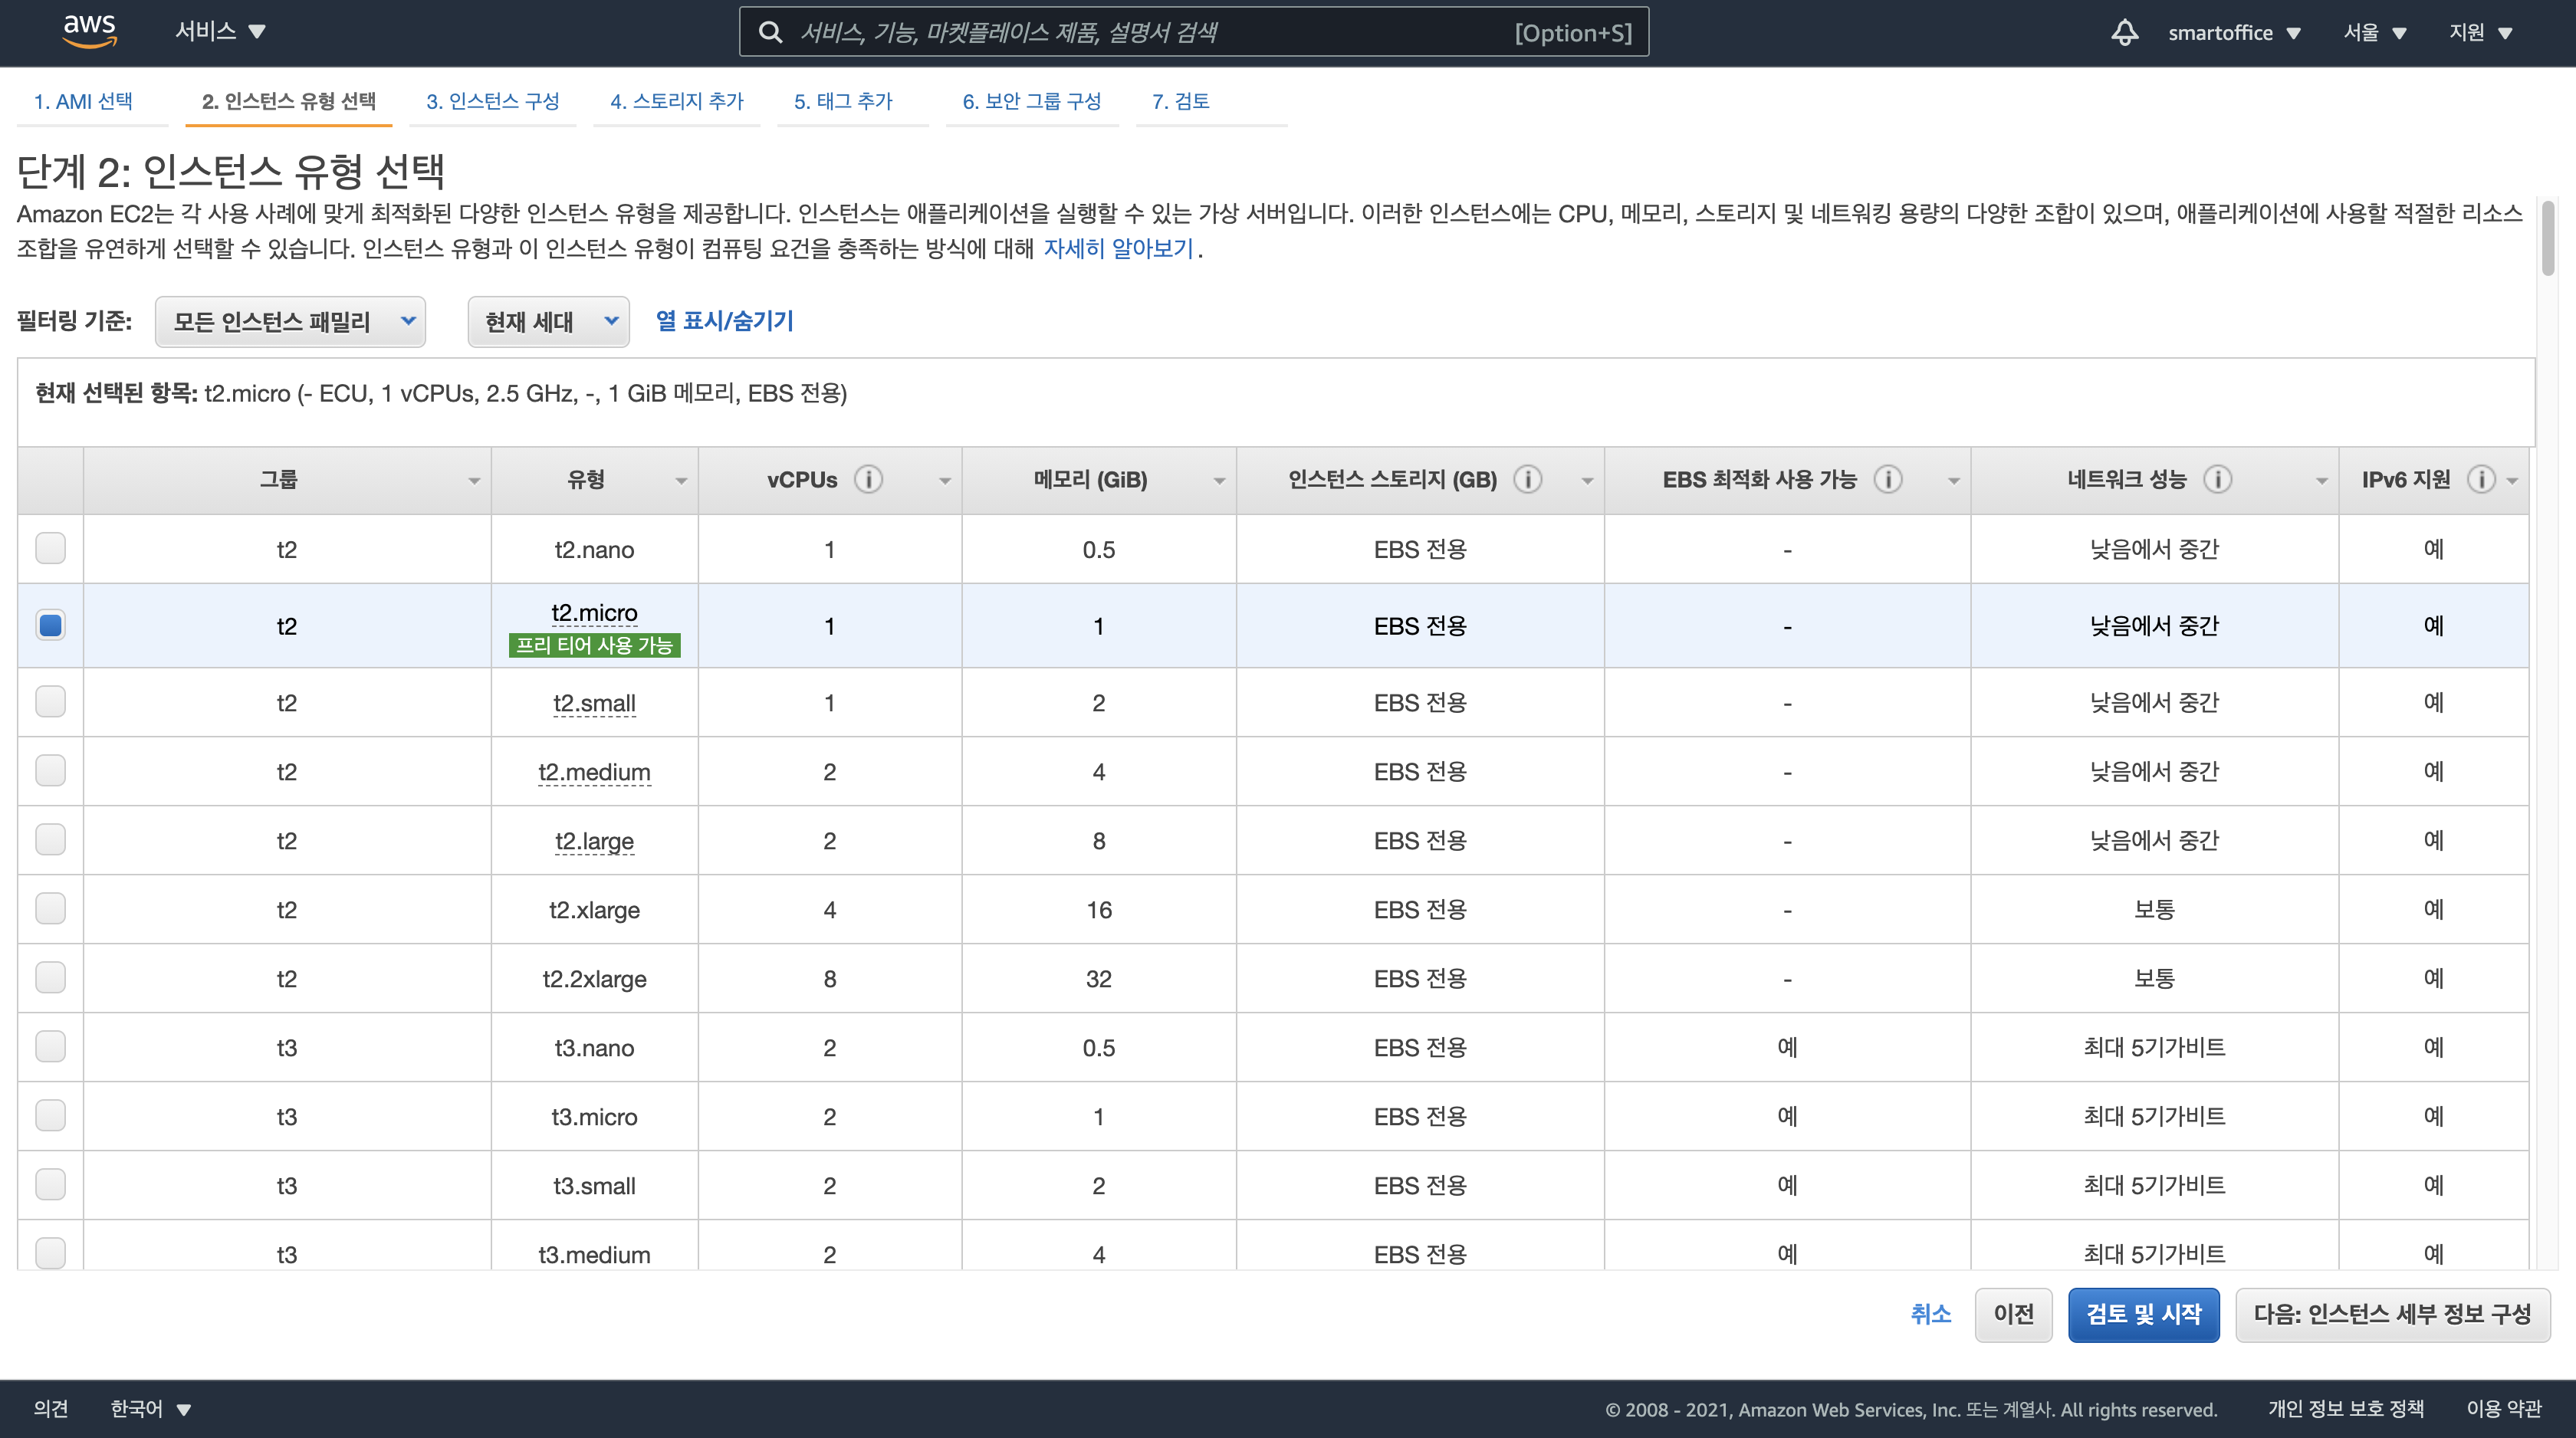 aws 서비스 서비스, 기능, 마켓플레이스 제품, 설명서 검색 [Option+S] smartoffice 서울 지원
1. AMI 선택 2. 인스턴스 유형 선택 3. 인스턴스 구성 4. 스토리지 추가 5. 태그 추가 6. 보안 그룹 구성 7. 검토
단계 2: 인스턴스 유형 선택
Amazon EC2는 각 사용 사례에 맞게 최적화된 다양한 인스턴스 유형을 제공합니다. 인스턴스는 애플리케이션을 실행할 수 있는 가상 서버입니다. 이러한 인스턴스에는 CPU, 메모리, 스토리지 및 네트워킹 용량의 다양한 조합이 있으며, 애플리케이션에 사용할 적절한 리소스
조합을 유연하게 선택할 수 있습니다. 인스턴스 유형과 이 인스턴스 유형이 컴퓨팅 요건을 충족하는 방식에 대해 자세히 알아보기.
필터링 기준: 모든 인스턴스 패밀리 현재 세대 열 표시/숨기기
현재 선택된 항목: t2.micro (- ECU, 1 vCPUs, 2.5 GHz, -, 1 GiB 메모리, EBS 전용)
그룹 유형 vCPUs i 메모리 (GiB) 인스턴스 스토리지 (GB) i EBS 최적화 사용 가능 i 네트워크 성능 i IPv6 지원 i
t2 t2.nano 1 0.5 EBS 전용 - 낮음에서 중간 예
t2 t2.micro 1 1 EBS 전용 - 낮음에서 중간 예
프리 티어 사용 가능
t2 t2.small 1 2 EBS 전용 - 낮음에서 중간 예
t2 t2.medium 2 4 EBS 전용 - 낮음에서 중간 예
t2 t2.large 2 8 EBS 전용 - 낮음에서 중간 예
t2 t2.xlarge 4 16 EBS 전용 - 보통 예
t2 t2.2xlarge 8 32 EBS 전용 - 보통 예
t3 t3.nano 2 0.5 EBS 전용 예 최대 5기가비트 예
t3 t3.micro 2 1 EBS 전용 예 최대 5기가비트 예
t3 t3.small 2 2 EBS 전용 예 최대 5기가비트 예
t3 t3.medium 2 4 EBS 전용 예 최대 5기가비트 예
취소 이전 검토 및 시작 다음: 인스턴스 세부 정보 구성
의견 한국어 © 2008 - 2021, Amazon Web Services, Inc. 또는 계열사. All rights reserved. 개인 정보 보호 정책 이용 약관